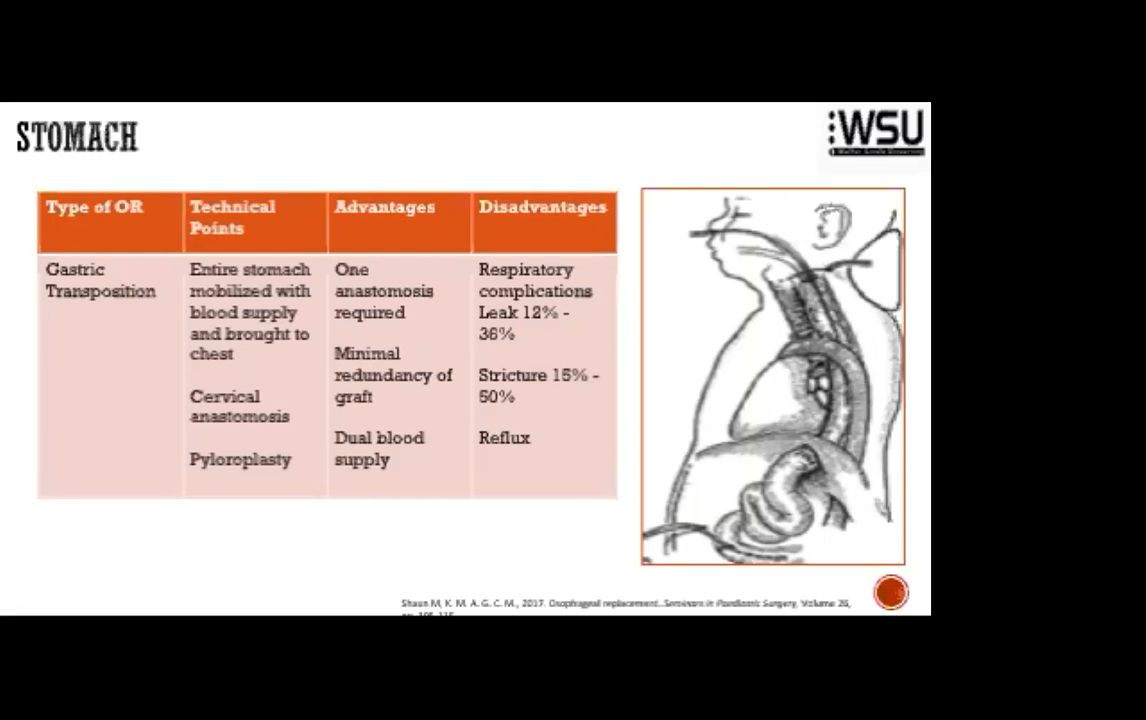 STOMACH
WSU
Type of OR
Technical
Points
Advantages
Disadvantages
Gastric
Transposition
Entire stomach
mobilized with
blood supply
and brought to
chest
Cervical
anastomosis
Pyloroplasty
One
anastomosis
required
Minimal
redundancy of
graft
Dual blood
supply
Respiratory
complications
Leak 12% -
36%
Stricture 15% -
50%
Reflux
Shaun M, K. M. A. G. C. M., 2017. Esophageal replacement. Seminars in Paediatric Surgery, Volume 26,